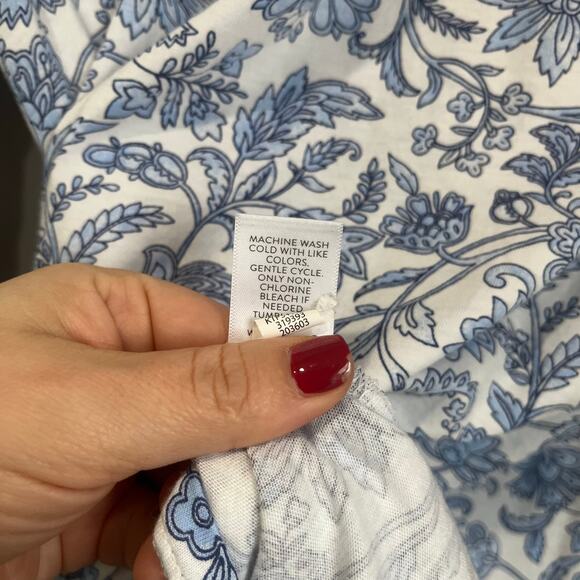 MACHINE WASH
COLD WITH LIKE
COLORS.
GENTLE CYCLE.
ONLY NON-
CHLORINE
BLEACH IF
NEEDED
319393
203603